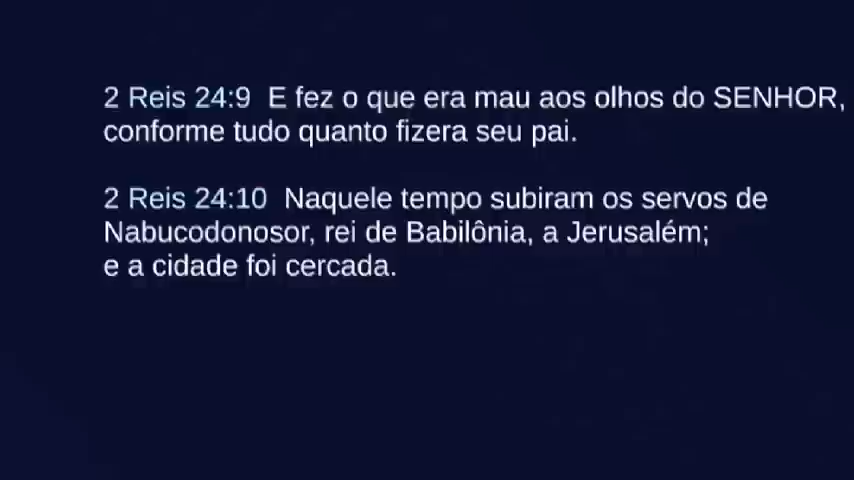 2 Reis 24:9 E fez o que era mau aos olhos do SENHOR,
conforme tudo quanto fizera seu pai.
2 Reis 24:10 Naquele tempo subiram os servos de
Nabucodonosor, rei de Babilônia, a Jerusalém;
e a cidade foi cercada.